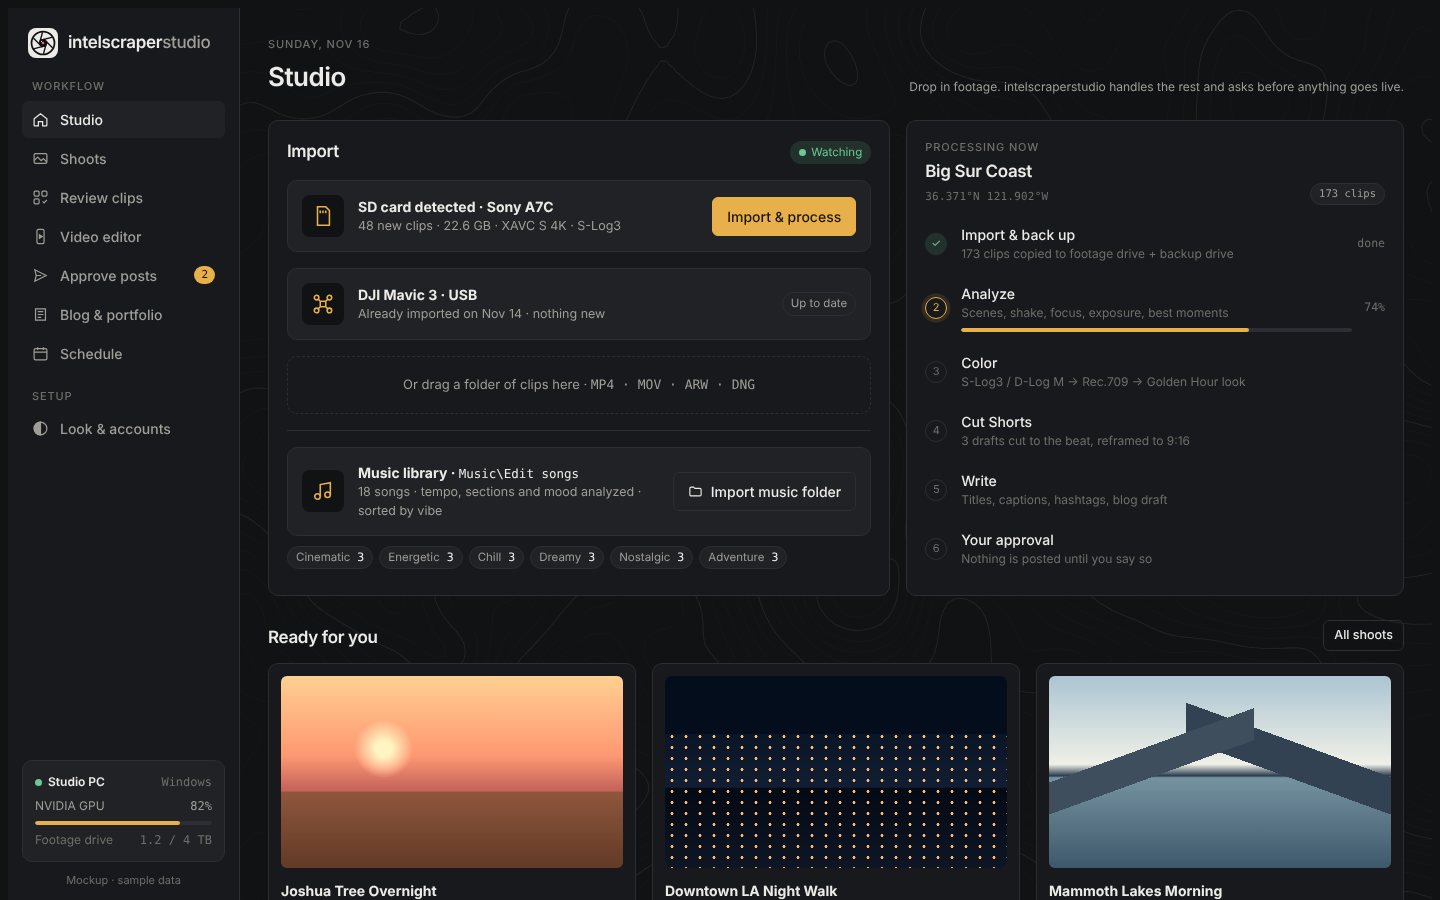 intelscraperstudio
WORKFLOW
Studio
Shoots
Review clips
Video editor
Approve posts 2
Blog & portfolio
Schedule
SETUP
Look & accounts
Studio PC Windows
NVIDIA GPU 82%
Footage drive 1.2 / 4 TB
Mockup · sample data
SUNDAY, NOV 16
Studio
Drop in footage. intelscraperstudio handles the rest and asks before anything goes live.
Import
Watching
SD card detected · Sony A7C
48 new clips · 22.6 GB · XAVC S 4K · S-Log3
Import & process
DJI Mavic 3 · USB
Already imported on Nov 14 · nothing new
Up to date
Or drag a folder of clips here · MP4 · MOV · ARW · DNG
Music library · Music\Edit songs
18 songs · tempo, sections and mood analyzed ·
sorted by vibe
Import music folder
Cinematic 3 Energetic 3 Chill 3 Dreamy 3 Nostalgic 3 Adventure 3
PROCESSING NOW
Big Sur Coast
36.371°N 121.902°W
173 clips
Import & back up
173 clips copied to footage drive + backup drive
done
2 Analyze
Scenes, shake, focus, exposure, best moments
74%
3 Color
S-Log3 / D-Log M → Rec.709 → Golden Hour look
4 Cut Shorts
3 drafts cut to the beat, reframed to 9:16
5 Write
Titles, captions, hashtags, blog draft
6 Your approval
Nothing is posted until you say so
Ready for you
All shoots
Joshua Tree Overnight
Downtown LA Night Walk
Mammoth Lakes Morning